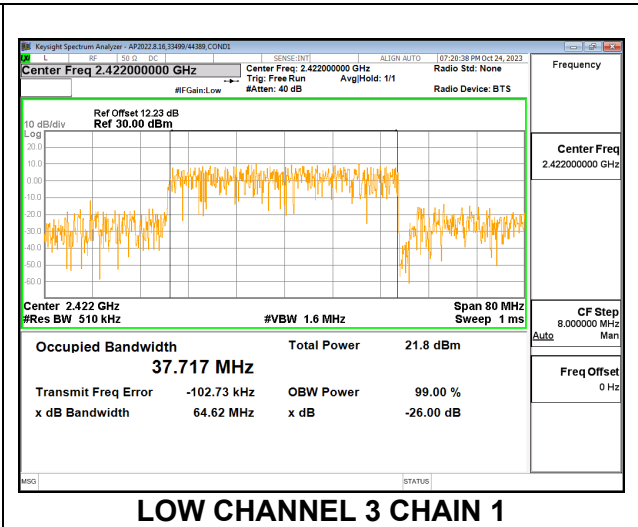 Keysight Spectrum Analyzer - AP2022.8.16,33499/44389, COND1
L RF 50 Ω DC SENSE:INT ALIGN AUTO 07:20:38 PM Oct 24, 2023
Center Freq 2.422000000 GHz
Center Freq: 2.422000000 GHz
Radio Std: None
Trig: Free Run Avg|Hold: 1/1
#IFGain:Low #Atten: 40 dB Radio Device: BTS
Frequency
Ref Offset 12.23 dB
10 dB/div Ref 30.00 dBm
Log
20.0
10.0
0.00
-10.0
-20.0
-30.0
-40.0
-50.0
-60.0
Center Freq
2.422000000 GHz
Center 2.422 GHz Span 80 MHz
#Res BW 510 kHz #VBW 1.6 MHz Sweep 1 ms
CF Step
8.000000 MHz
Auto Man
Freq Offset
0 Hz
Occupied Bandwidth Total Power 21.8 dBm
37.717 MHz
Transmit Freq Error -102.73 kHz OBW Power 99.00 %
x dB Bandwidth 64.62 MHz x dB -26.00 dB
MSG STATUS
LOW CHANNEL 3 CHAIN 1